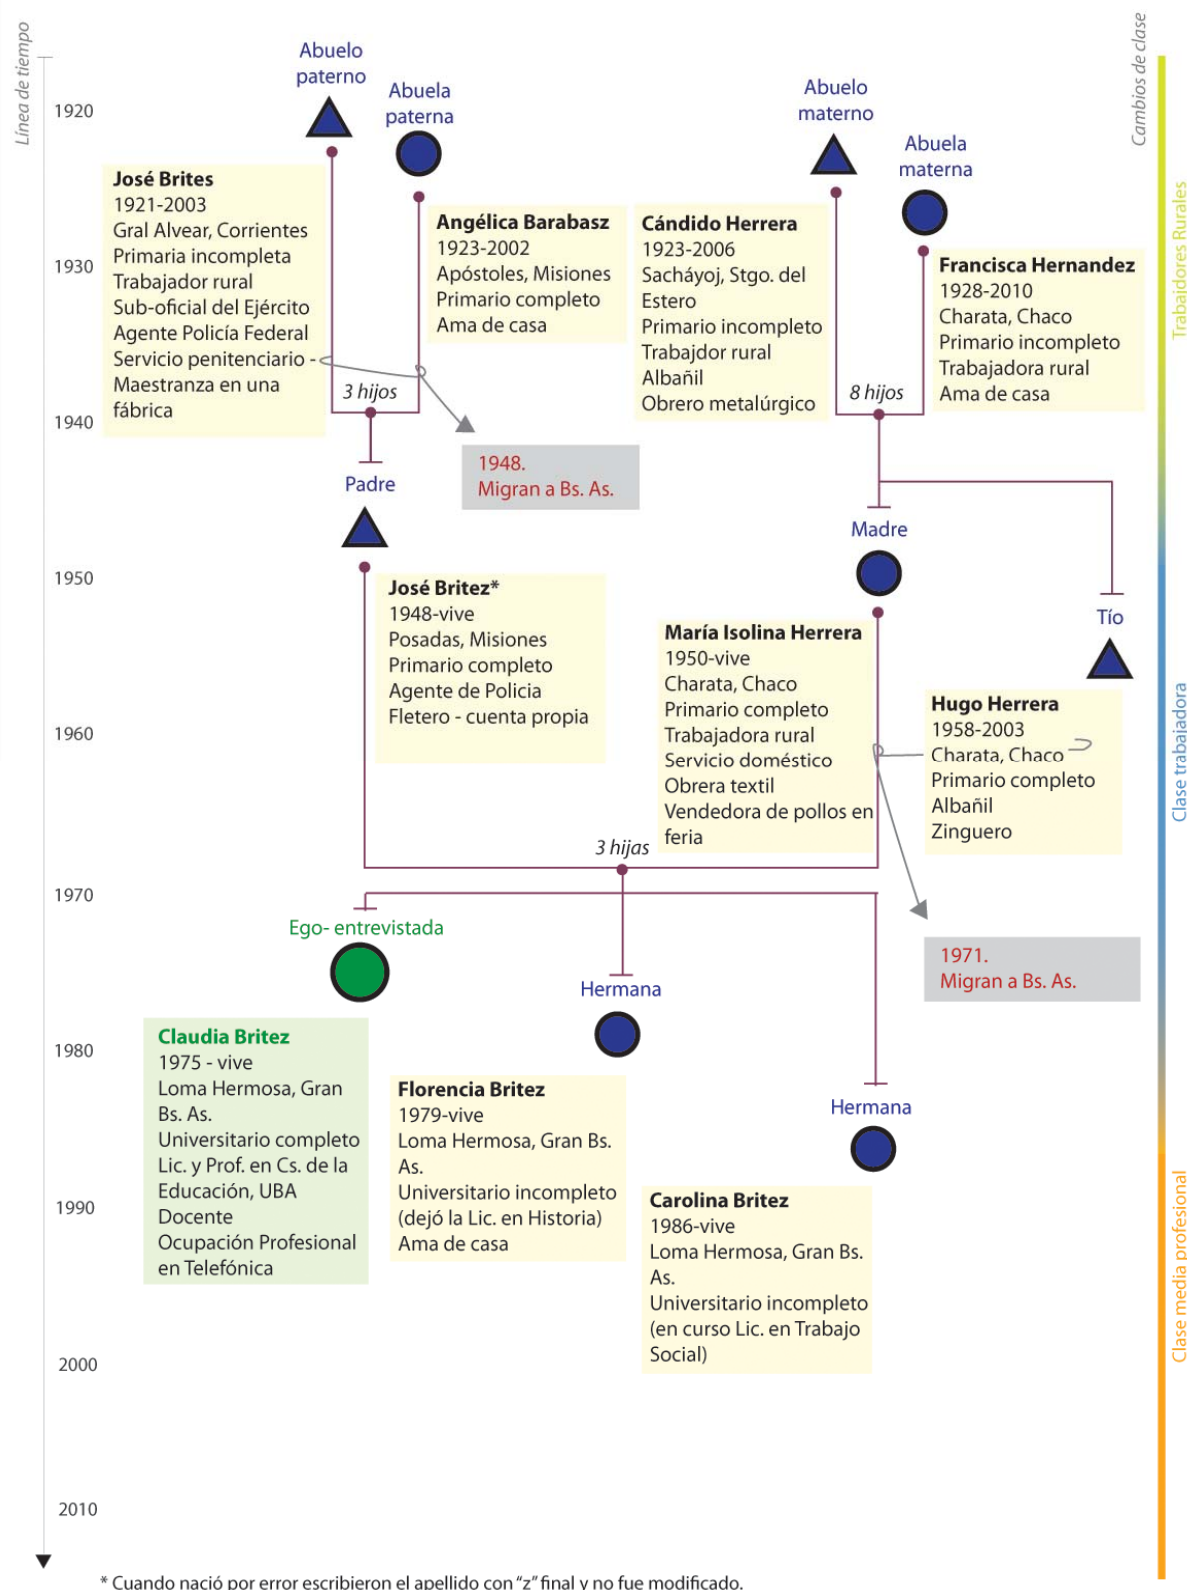 Línea de tiempo
Cambios de clase
Abuelo
paterno
Abuela
paterna
Abuelo
materno
Abuela
materna
1920
1930
1940
1950
1960
1970
1980
1990
2000
2010
José Brites
1921-2003
Gral Alvear, Corrientes
Primaria incompleta
Trabajador rural
Sub-oficial del Ejército
Agente Policía Federal
Servicio penitenciario -
Maestranza en una
fábrica
Angélica Barabasz
1923-2002
Apóstoles, Misiones
Primario completo
Ama de casa
Cándido Herrera
1923-2006
Sacháyoj, Stgo. del
Estero
Primario incompleto
Trabajdor rural
Albañil
Obrero metalúrgico
Francisca Hernandez
1928-2010
Charata, Chaco
Primario incompleto
Trabajadora rural
Ama de casa
3 hijos
8 hijos
1948.
Migran a Bs. As.
Padre
Madre
Tío
José Britez*
1948-vive
Posadas, Misiones
Primario completo
Agente de Policia
Fletero - cuenta propia
María Isolina Herrera
1950-vive
Charata, Chaco
Primario completo
Trabajadora rural
Servicio doméstico
Obrera textil
Vendedora de pollos en
feria
Hugo Herrera
1958-2003
Charata, Chaco
Primario completo
Albañil
Zinguero
3 hijas
1971.
Migran a Bs. As.
Ego- entrevistada
Hermana
Hermana
Claudia Britez
1975 - vive
Loma Hermosa, Gran
Bs. As.
Universitario completo
Lic. y Prof. en Cs. de la
Educación, UBA
Docente
Ocupación Profesional
en Telefónica
Florencia Britez
1979-vive
Loma Hermosa, Gran Bs.
As.
Universitario incompleto
(dejó la Lic. en Historia)
Ama de casa
Carolina Britez
1986-vive
Loma Hermosa, Gran Bs.
As.
Universitario incompleto
(en curso Lic. en Trabajo
Social)
Trabaidores Rurales
Clase trabajadora
Clase media profesional
* Cuando nació por error escribieron el apellido con "z" final y no fue modificado.